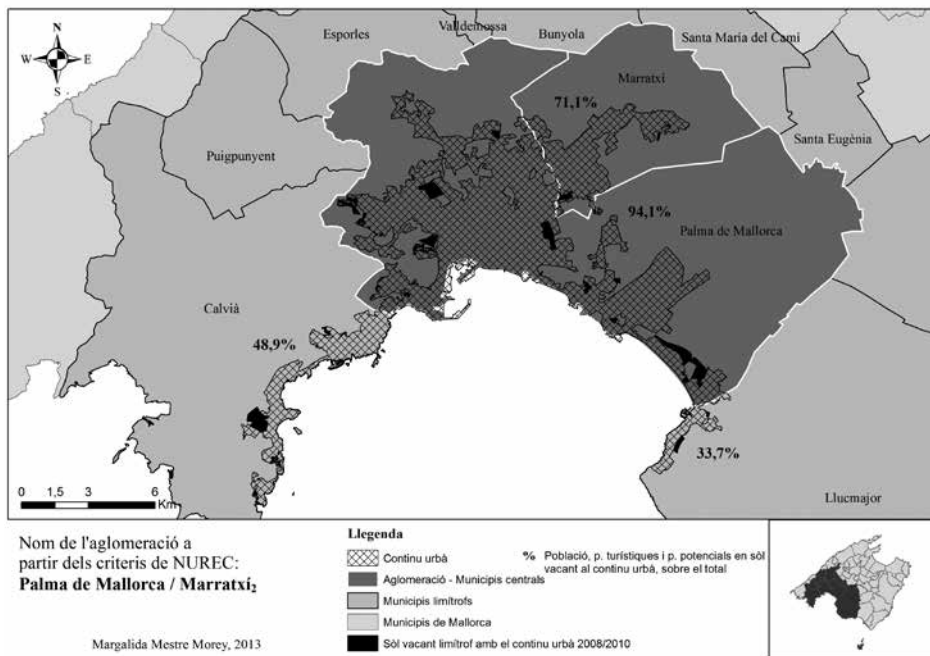 N
W E
S
Esporles
Valldemossa
Bunyola
Santa Maria del Camí
Marratxí
71,1%
Santa Eugènia
Puigpunyent
94,1%
Palma de Mallorca
Calvià
48,9%
33,7%
Llucmajor
0 1,5 3 6
Km
Nom de l'aglomeració a
partir dels criteris de NUREC:
Palma de Mallorca / Marratxí₂
Margalida Mestre Morey, 2013
Llegenda
Continu urbà
Aglomeració - Municipis centrals
Municipis limítrofs
Municipis de Mallorca
Sòl vacant limítrof amb el continu urbà 2008/2010
% Població, p. turístiques i p. potencials en sòl
vacant al continu urbà, sobre el total